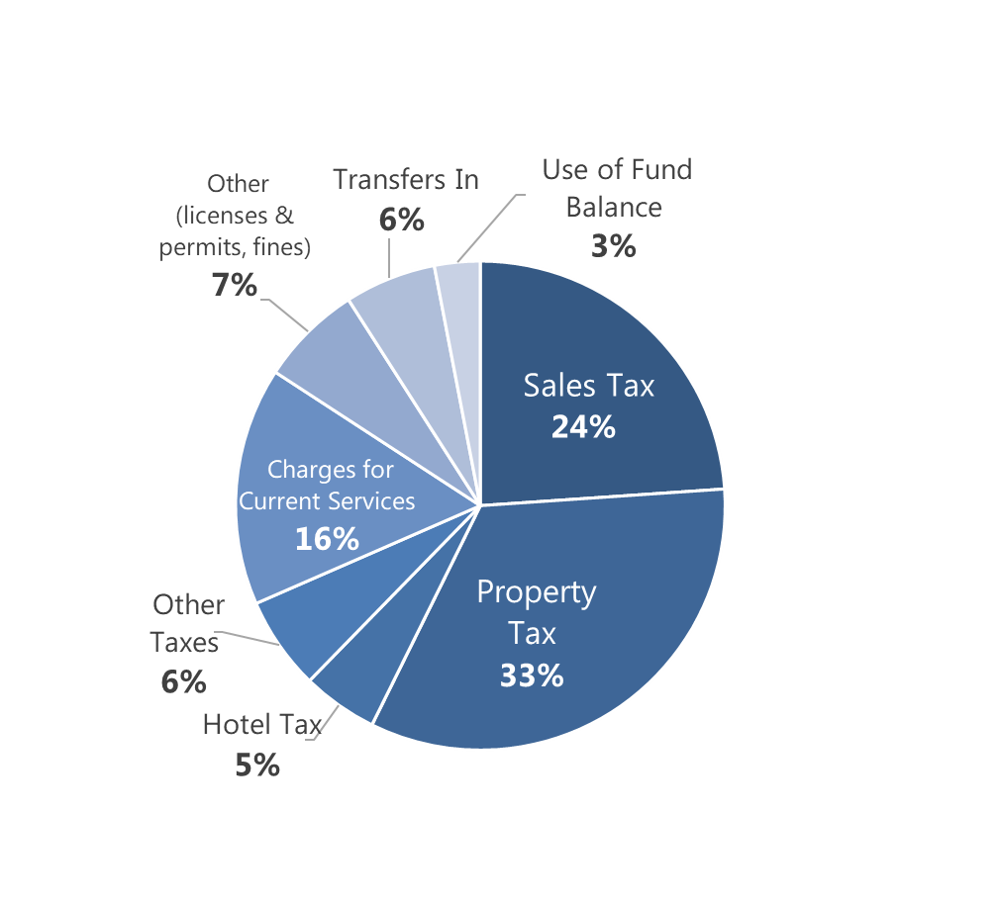 Use of Fund
Balance
3%
Transfers In
6%
Other
(licenses &
permits, fines)
7%
Sales Tax
24%
Charges for
Current Services
16%
Property
Tax
33%
Other
Taxes
6%
Hotel Tax
5%